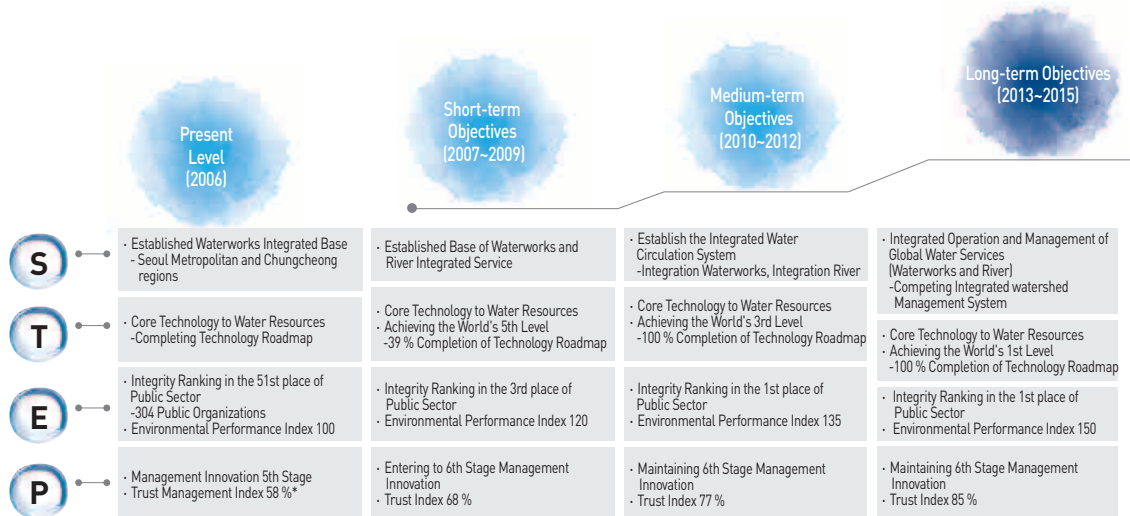 Present
Level
(2006)
Short-term
Objectives
(2007~2009)
Medium-term
Objectives
(2010~2012)
Long-term Objectives
(2013~2015)
S
· Established Waterworks Integrated Base
- Seoul Metropolitan and Chungcheong
regions
· Established Base of Waterworks and
River Integrated Service
· Establish the Integrated Water
Circulation System
-Integration Waterworks, Integration River
· Integrated Operation and Management of
Global Water Services
(Waterworks and River)
-Competing Integrated watershed
Management System
T
· Core Technology to Water Resources
-Completing Technology Roadmap
· Core Technology to Water Resources
· Achieving the World's 5th Level
-39 % Completion of Technology Roadmap
· Core Technology to Water Resources
· Achieving the World's 3rd Level
-100 % Completion of Technology Roadmap
· Core Technology to Water Resources
· Achieving the World's 1st Level
-100 % Completion of Technology Roadmap
E
· Integrity Ranking in the 51st place of
Public Sector
-304 Public Organizations
· Environmental Performance Index 100
· Integrity Ranking in the 3rd place of
Public Sector
· Environmental Performance Index 120
· Integrity Ranking in the 1st place of
Public Sector
· Environmental Performance Index 135
· Integrity Ranking in the 1st place of
Public Sector
· Environmental Performance Index 150
P
· Management Innovation 5th Stage
· Trust Management Index 58 %*
· Entering to 6th Stage Management
Innovation
· Trust Index 68 %
· Maintaining 6th Stage Management
Innovation
· Trust Index 77 %
· Maintaining 6th Stage Management
Innovation
· Trust Index 85 %